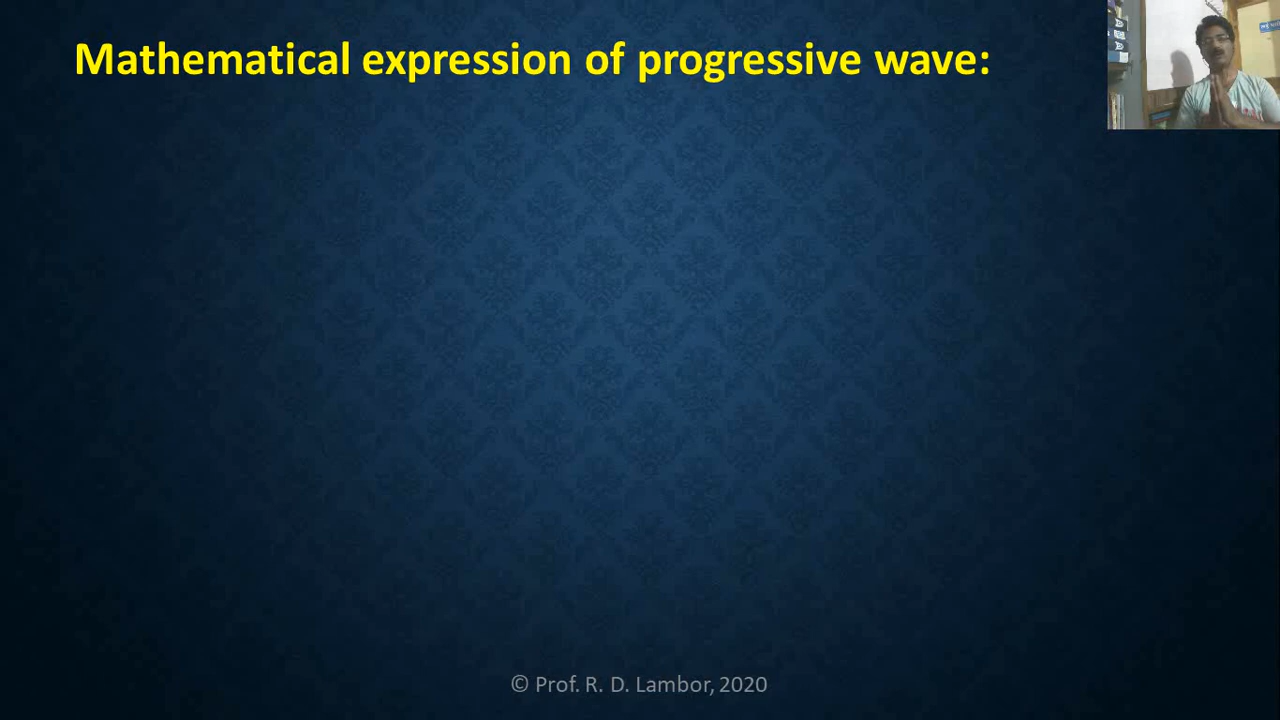 Mathematical expression of progressive wave:
© Prof. R. D. Lambor, 2020